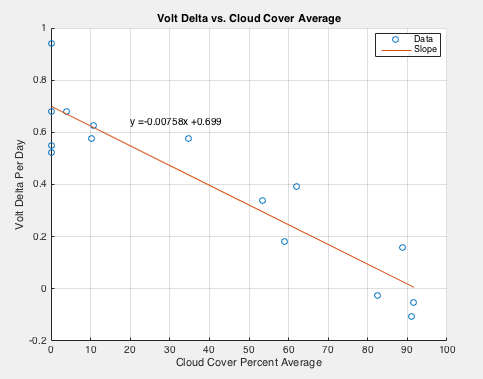 Volt Delta vs. Cloud Cover Average
Data
Slope
y =-0.00758x +0.699
Volt Delta Per Day
1
0.8
0.6
0.4
0.2
0
-0.2
0 10 20 30 40 50 60 70 80 90 100
Cloud Cover Percent Average